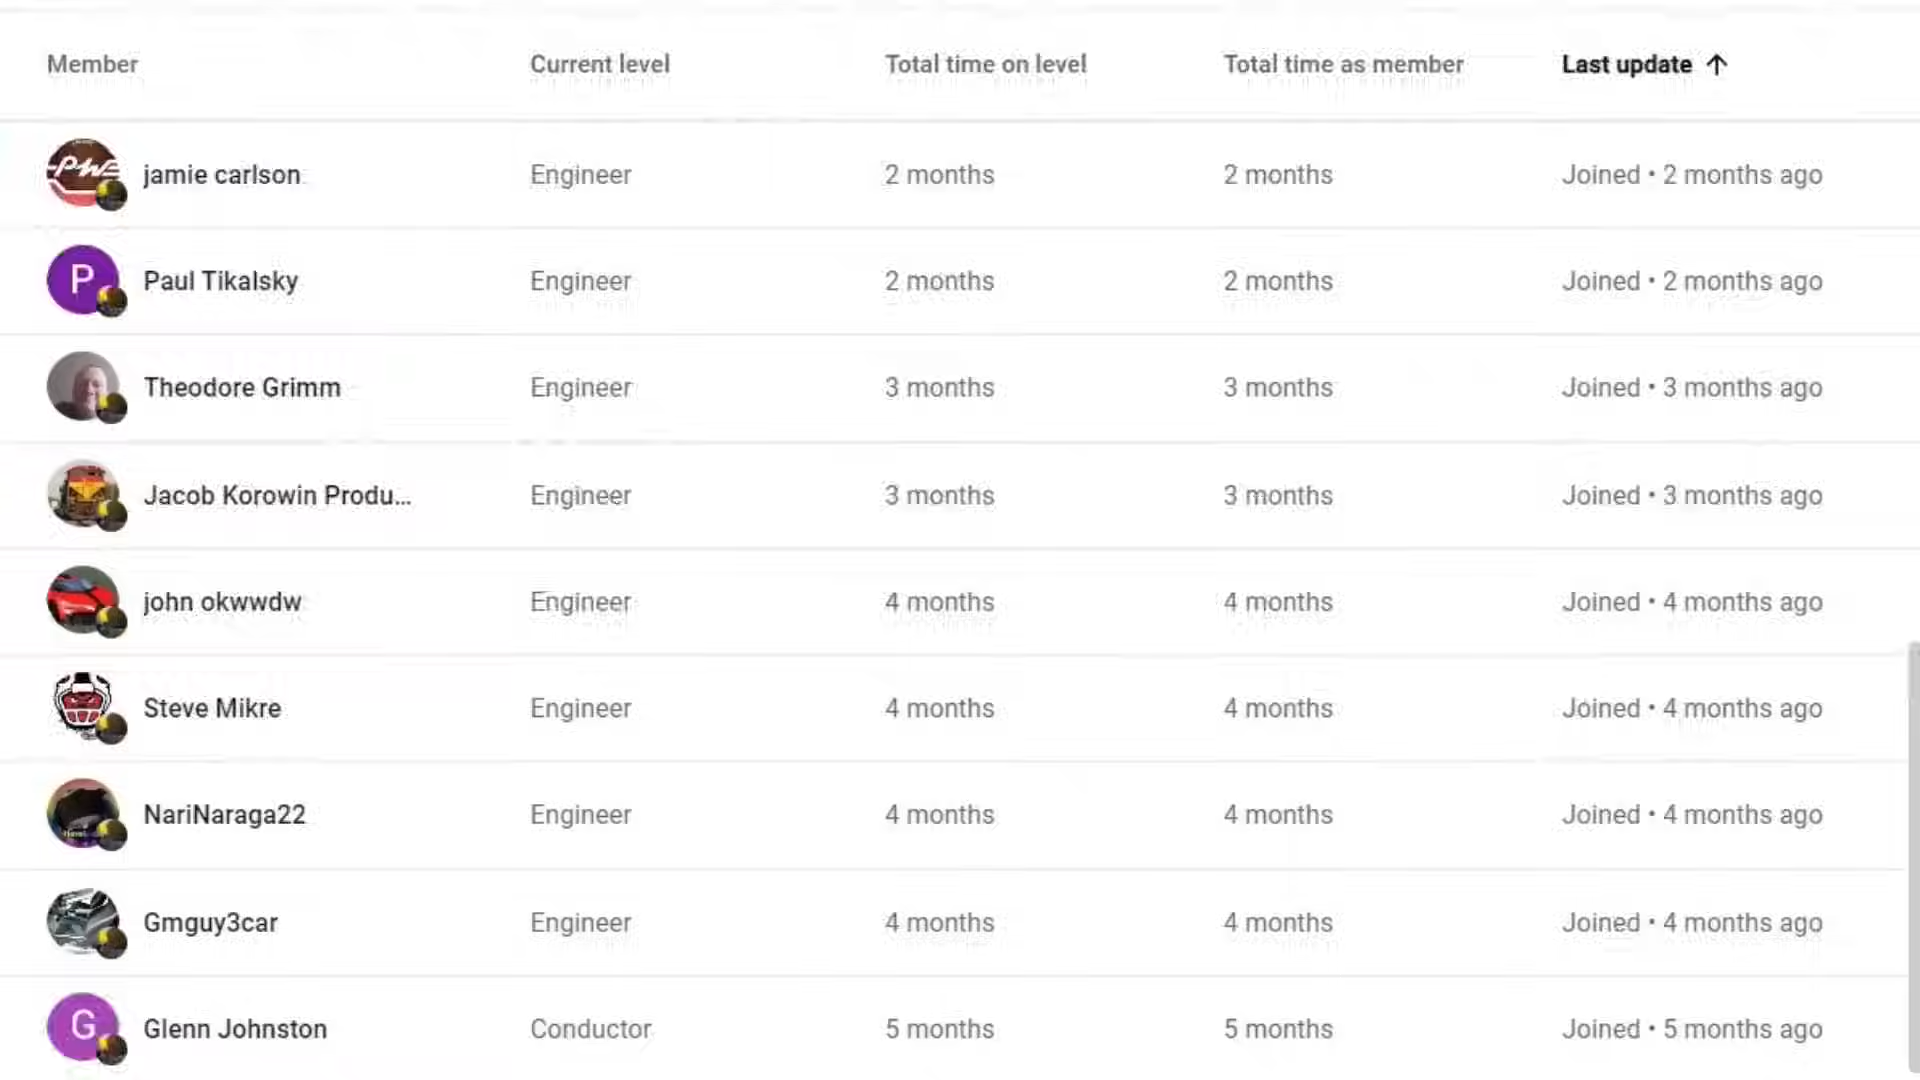 Member Current level Total time on level Total time as member Last update ↑
jamie carlson Engineer 2 months 2 months Joined • 2 months ago
P Paul Tikalsky Engineer 2 months 2 months Joined • 2 months ago
Theodore Grimm Engineer 3 months 3 months Joined • 3 months ago
Jacob Korowin Produ... Engineer 3 months 3 months Joined • 3 months ago
john okwwdw Engineer 4 months 4 months Joined • 4 months ago
Steve Mikre Engineer 4 months 4 months Joined • 4 months ago
NariNaraga22 Engineer 4 months 4 months Joined • 4 months ago
Gmguy3car Engineer 4 months 4 months Joined • 4 months ago
G Glenn Johnston Conductor 5 months 5 months Joined • 5 months ago